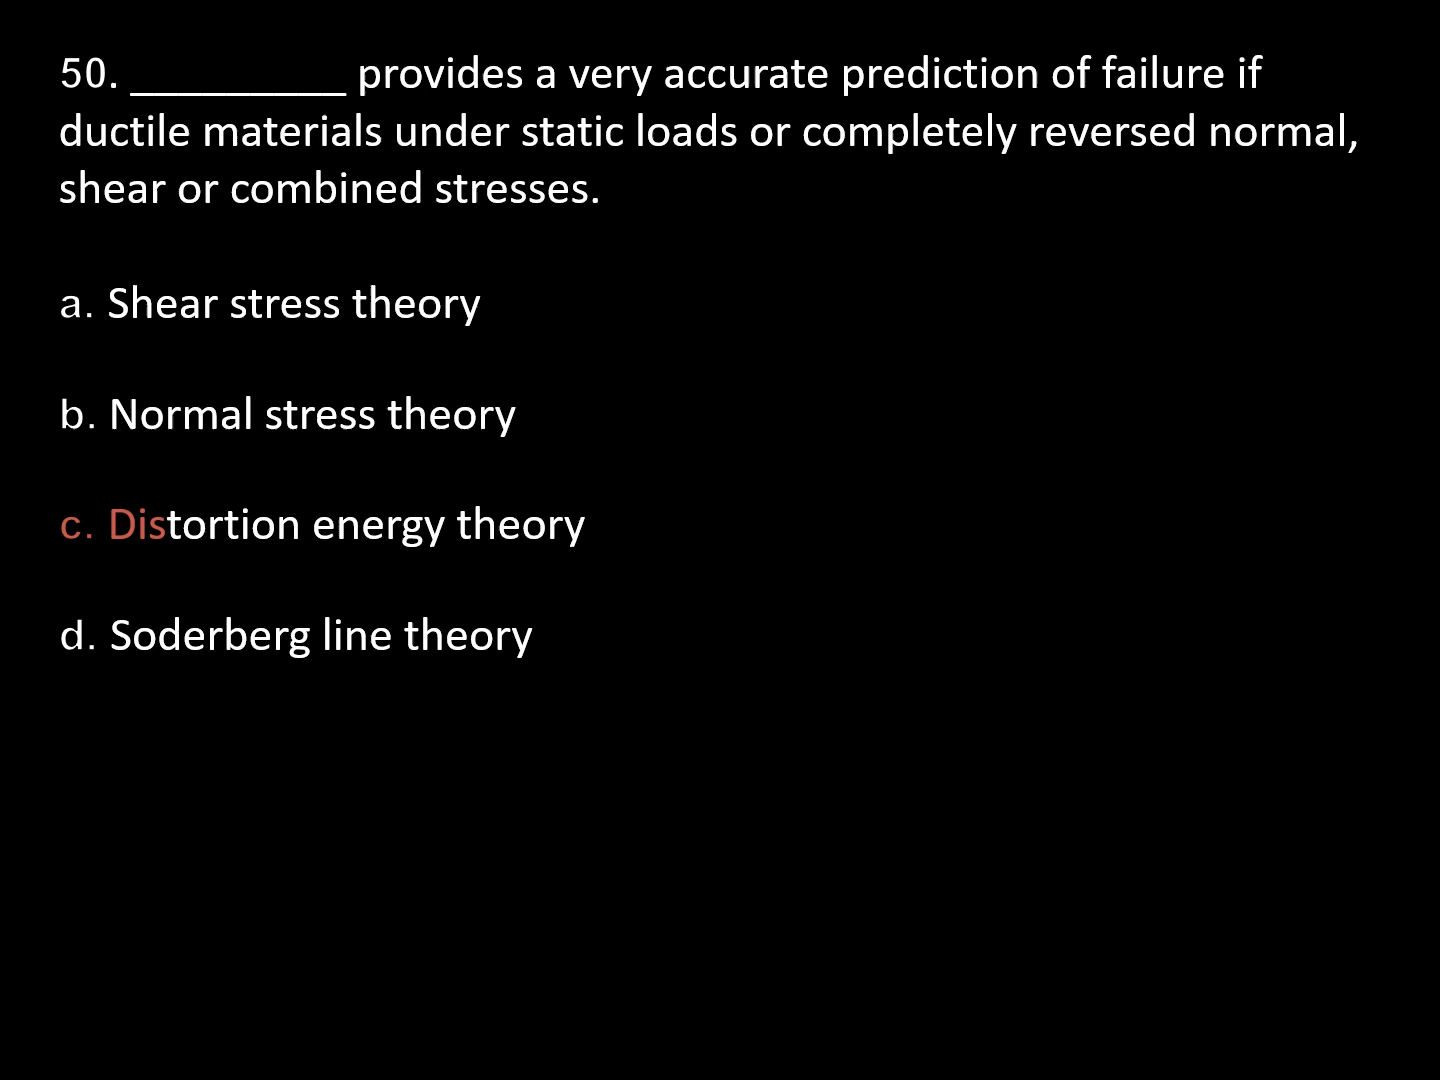 50. _________ provides a very accurate prediction of failure if
ductile materials under static loads or completely reversed normal,
shear or combined stresses.
a. Shear stress theory
b. Normal stress theory
c. Distortion energy theory
d. Soderberg line theory